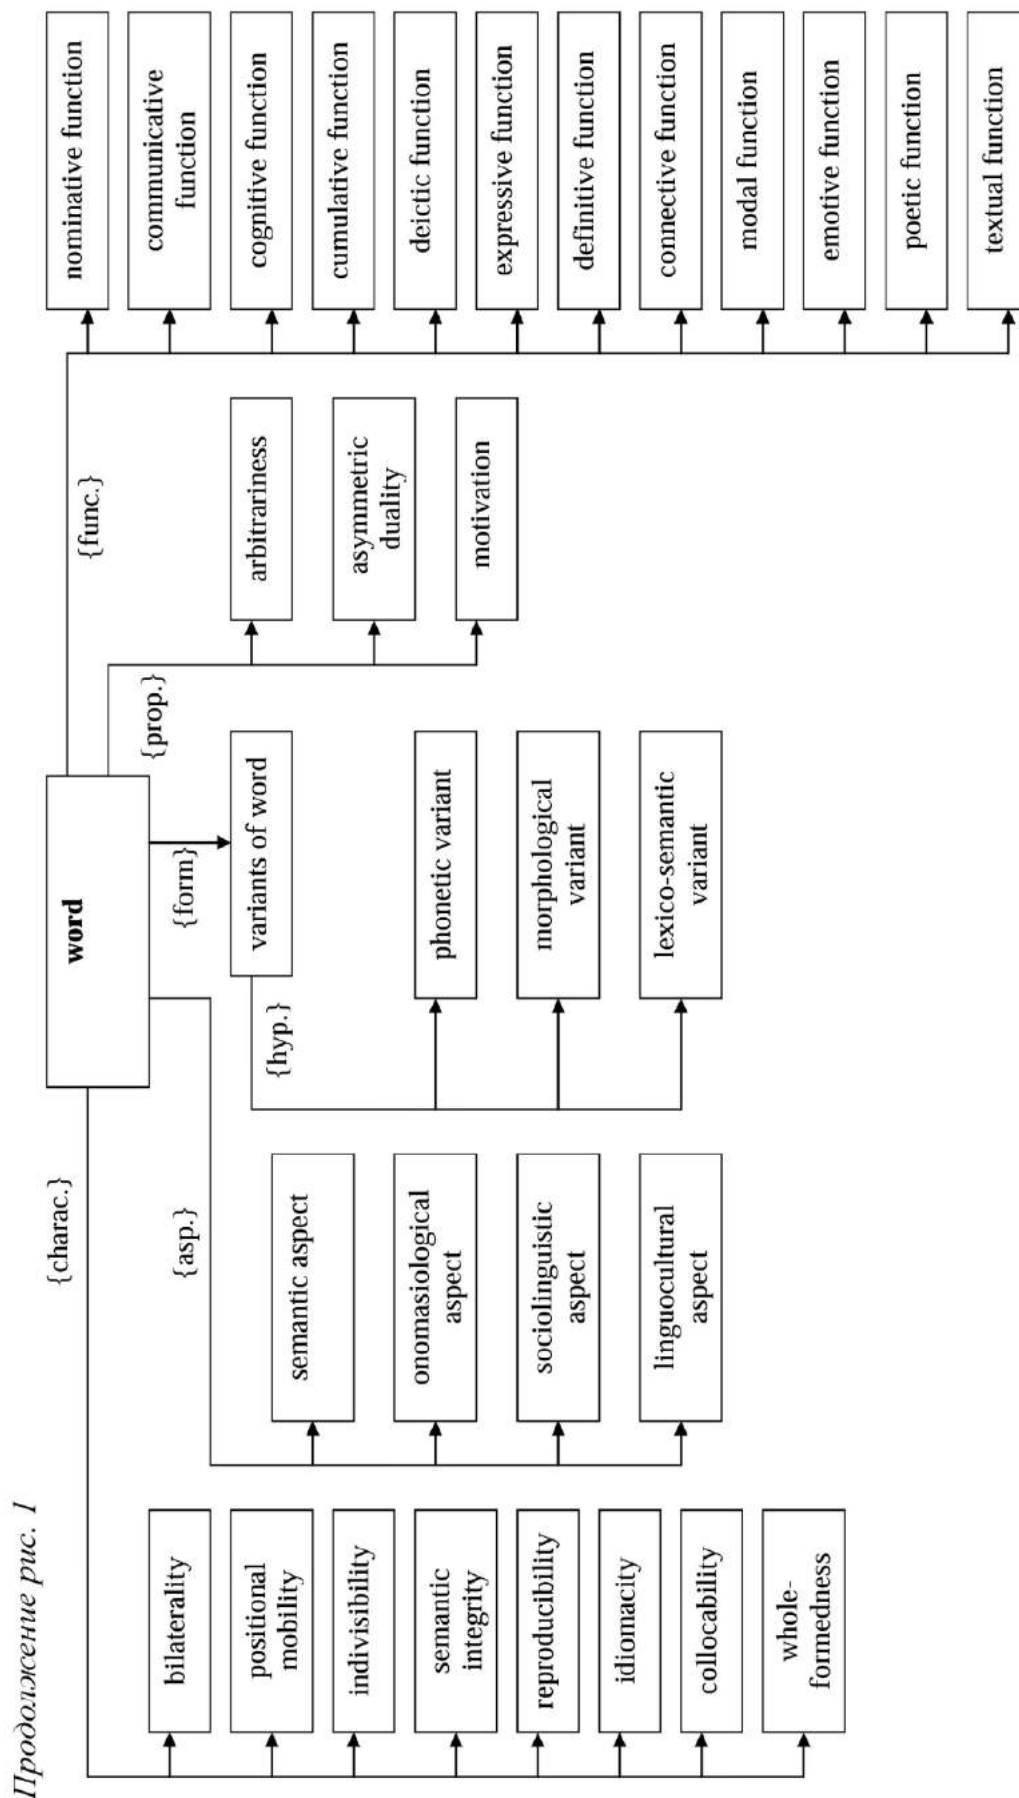 Продолжение рис. 1
word
{charac.}
bilaterality
positional
mobility
indivisibility
semantic
integrity
reproducibility
idiomacity
collocability
whole-
formedness
{asp.}
semantic aspect
onomasiological
aspect
sociolinguistic
aspect
linguocultural
aspect
{form}
variants of word
{hyp.}
phonetic variant
morphological
variant
lexico-semantic
variant
{prop.}
arbitrariness
asymmetric
duality
motivation
{func.}
nominative function
communicative
function
cognitive function
cumulative function
deictic function
expressive function
definitive function
connective function
modal function
emotive function
poetic function
textual function